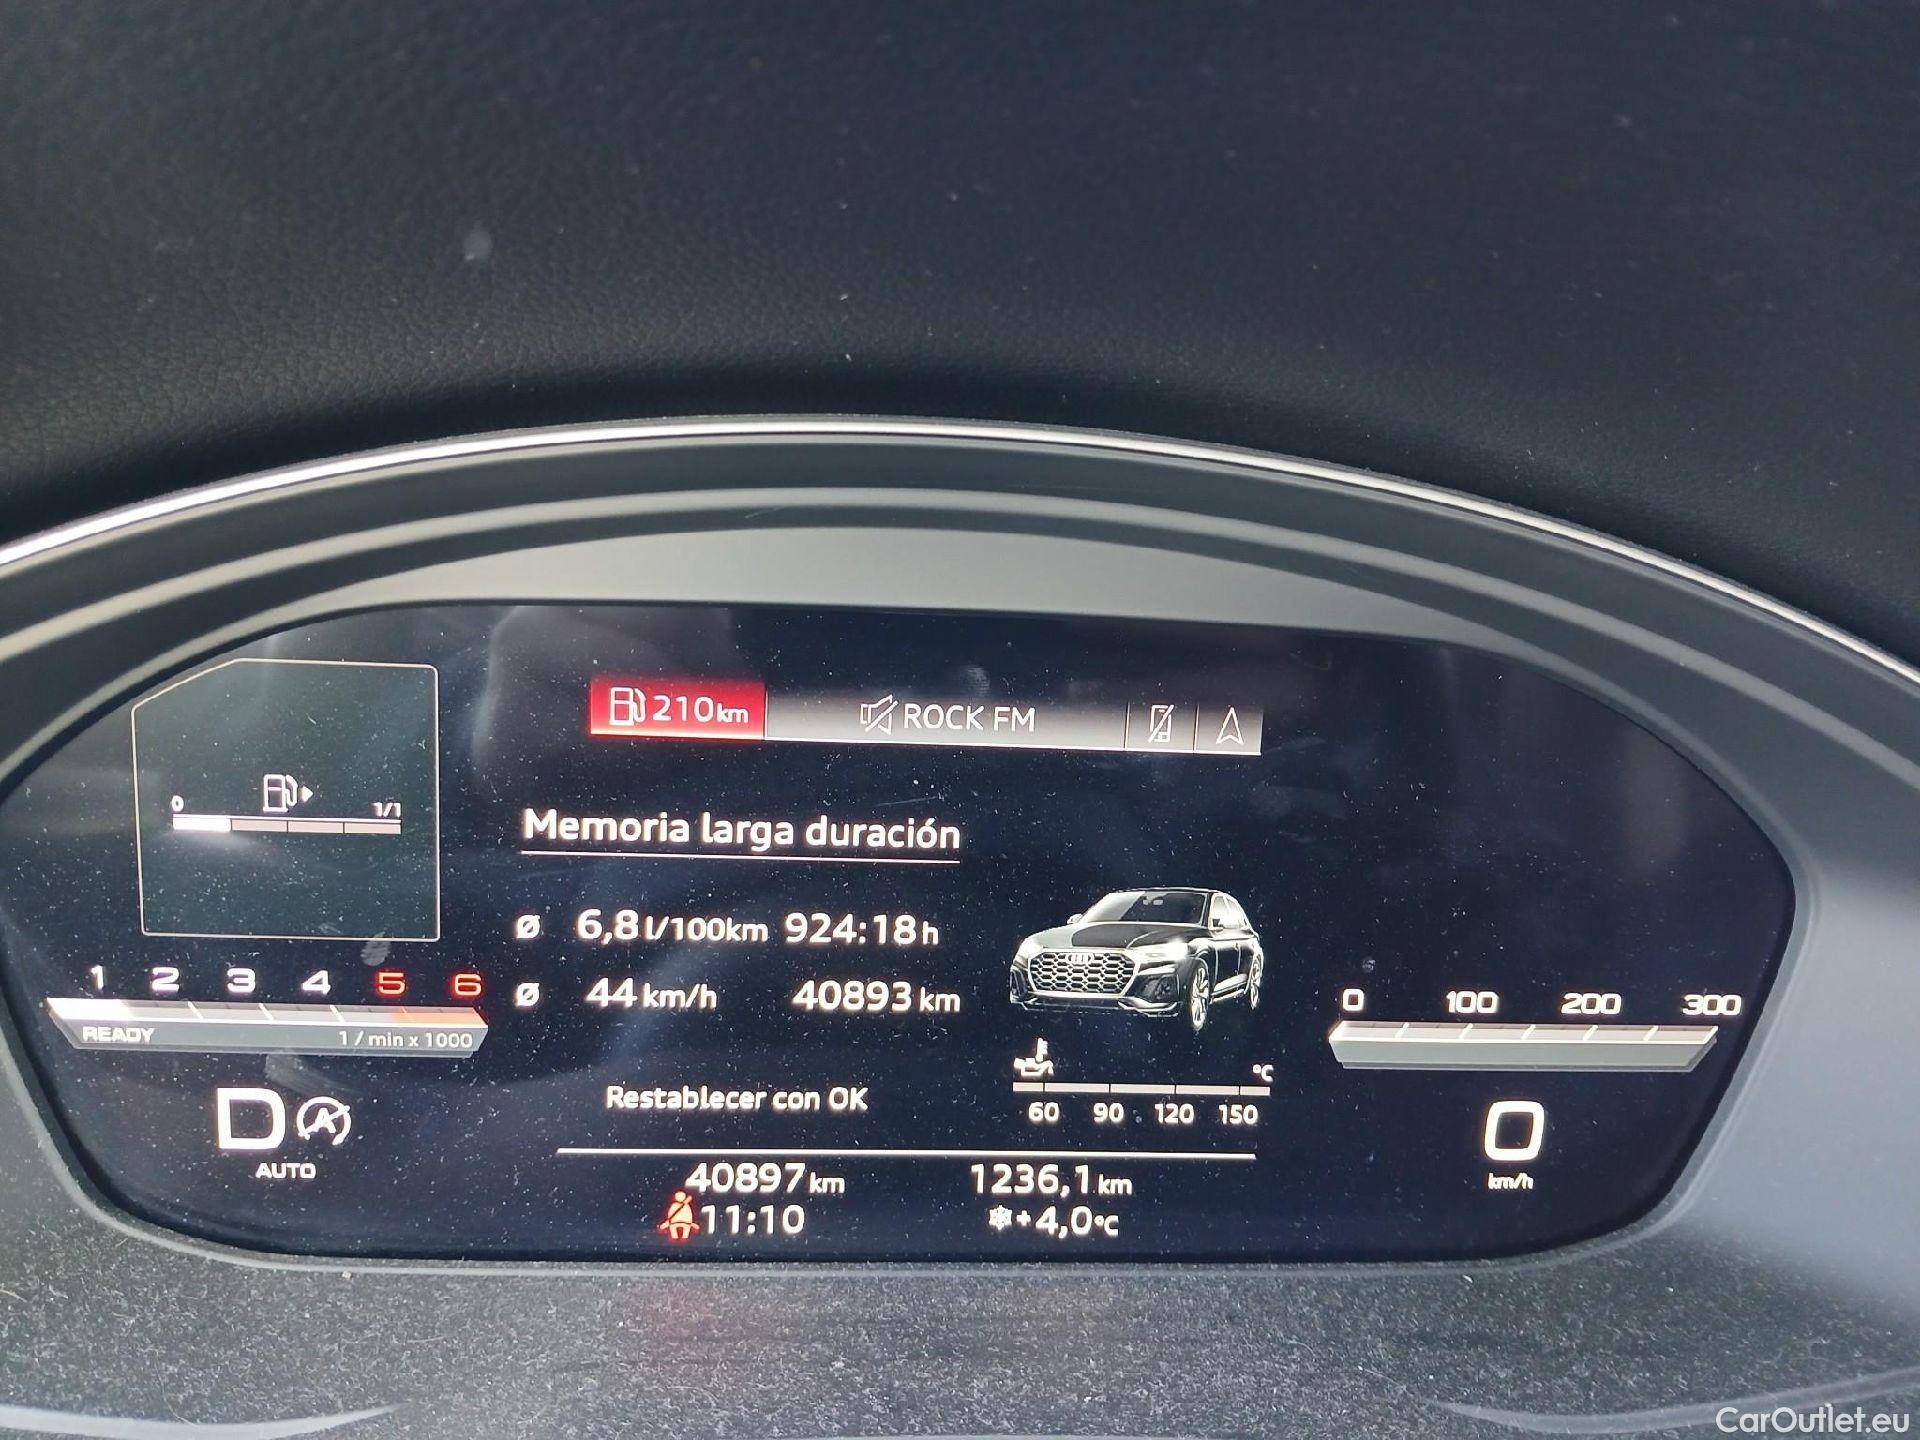 210 km ROCK FM
0 1/1
Memoria larga duración
Ø 6,8 l/100km 924:18 h
Ø 44 km/h 40893 km
1 2 3 4 5 6
READY 1 / min x 1000
0 100 200 300
°C
60 90 120 150
Restablecer con OK
D A
AUTO
0
km/h
40897 km 1236,1 km
11:10 +4,0°C
CarOutlet.eu